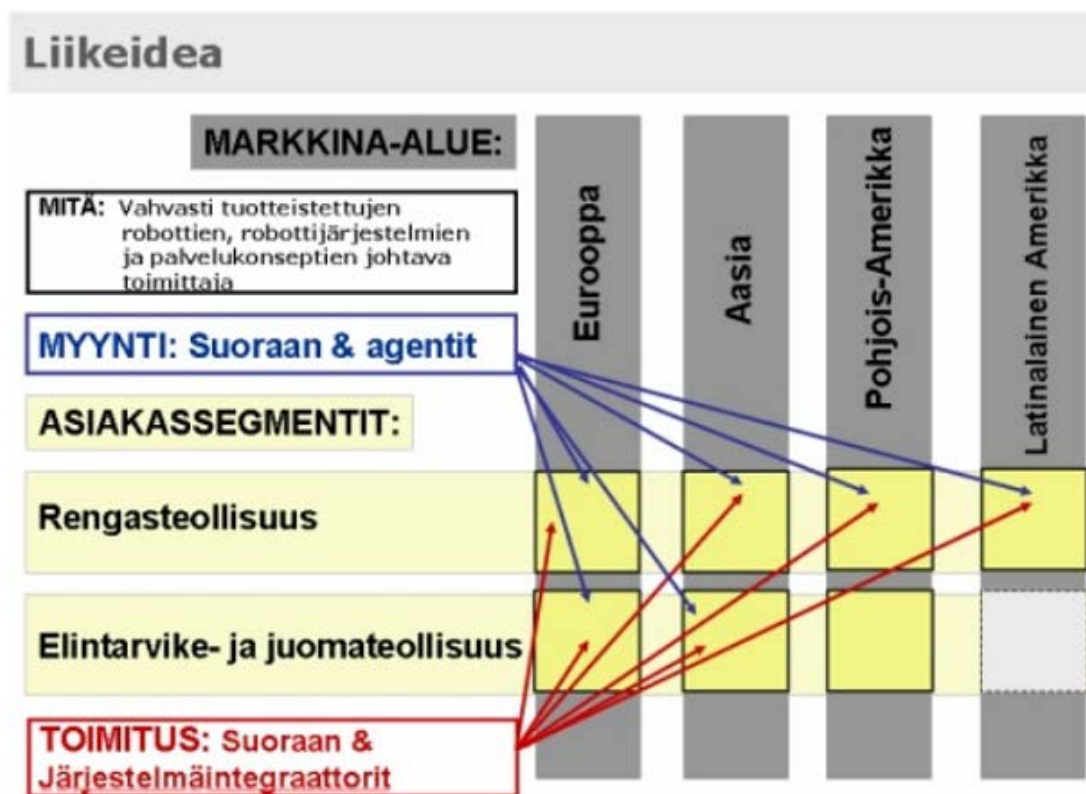 Liikeidea
MARKKINA-ALUE:
Eurooppa
Aasia
Pohjois-Amerikka
Latinalainen Amerikka
MITÄ: Vahvasti tuotteistettujen
robottien, robottijärjestelmien
ja palvelukonseptien johtava
toimittaja
MYYNTI: Suoraan & agentit
ASIAKASSEGMENTIT:
Rengasteollisuus
Elintarvike- ja juomateollisuus
TOIMITUS: Suoraan &
Järjestelmäintegraattorit